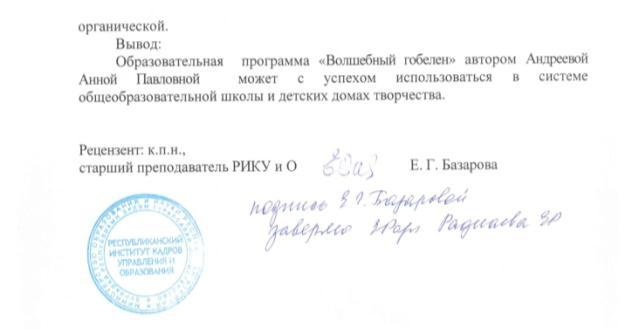 органической.
Вывод:
Образовательная программа «Волшебный гобелен» автором Андреевой
Анной Павловной может с успехом использоваться в системе
общеобразовательной школы и детских домах творчества.
Рецензент: к.п.н.,
старший преподаватель РИКУ и О Е. Г. Базарова
подпись Е Г. Базаровой
заверяю
РЕСПУБЛИКАНСКИЙ
ИНСТИТУТ КАДРОВ
УПРАВЛЕНИЯ И
ОБРАЗОВАНИЯ